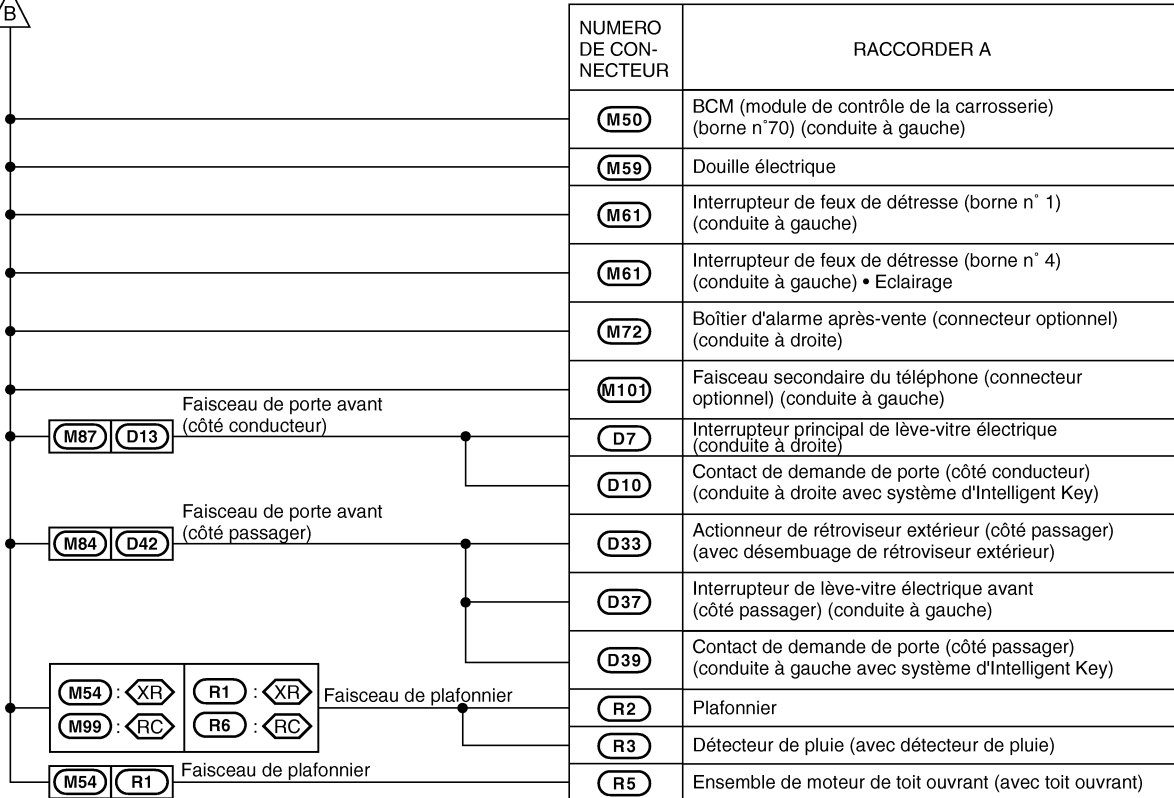 B
NUMERO
DE CON-
NECTEUR
RACCORDER A
M50
BCM (module de contrôle de la carrosserie)
(borne n°70) (conduite à gauche)
M59
Douille électrique
M61
Interrupteur de feux de détresse (borne n° 1)
(conduite à gauche)
M61
Interrupteur de feux de détresse (borne n° 4)
(conduite à gauche) • Eclairage
M72
Boîtier d'alarme après-vente (connecteur optionnel)
(conduite à droite)
M101
Faisceau secondaire du téléphone (connecteur
optionnel) (conduite à gauche)
Faisceau de porte avant
(côté conducteur)
M87 D13
D7
Interrupteur principal de lève-vitre électrique
(conduite à droite)
D10
Contact de demande de porte (côté conducteur)
(conduite à droite avec système d'Intelligent Key)
Faisceau de porte avant
(côté passager)
M84 D42
D33
Actionneur de rétroviseur extérieur (côté passager)
(avec désembuage de rétroviseur extérieur)
D37
Interrupteur de lève-vitre électrique avant
(côté passager) (conduite à gauche)
D39
Contact de demande de porte (côté passager)
(conduite à gauche avec système d'Intelligent Key)
M54 : XR R1 : XR
M99 : RC R6 : RC
Faisceau de plafonnier
R2
Plafonnier
R3
Détecteur de pluie (avec détecteur de pluie)
M54 R1
Faisceau de plafonnier
R5
Ensemble de moteur de toit ouvrant (avec toit ouvrant)